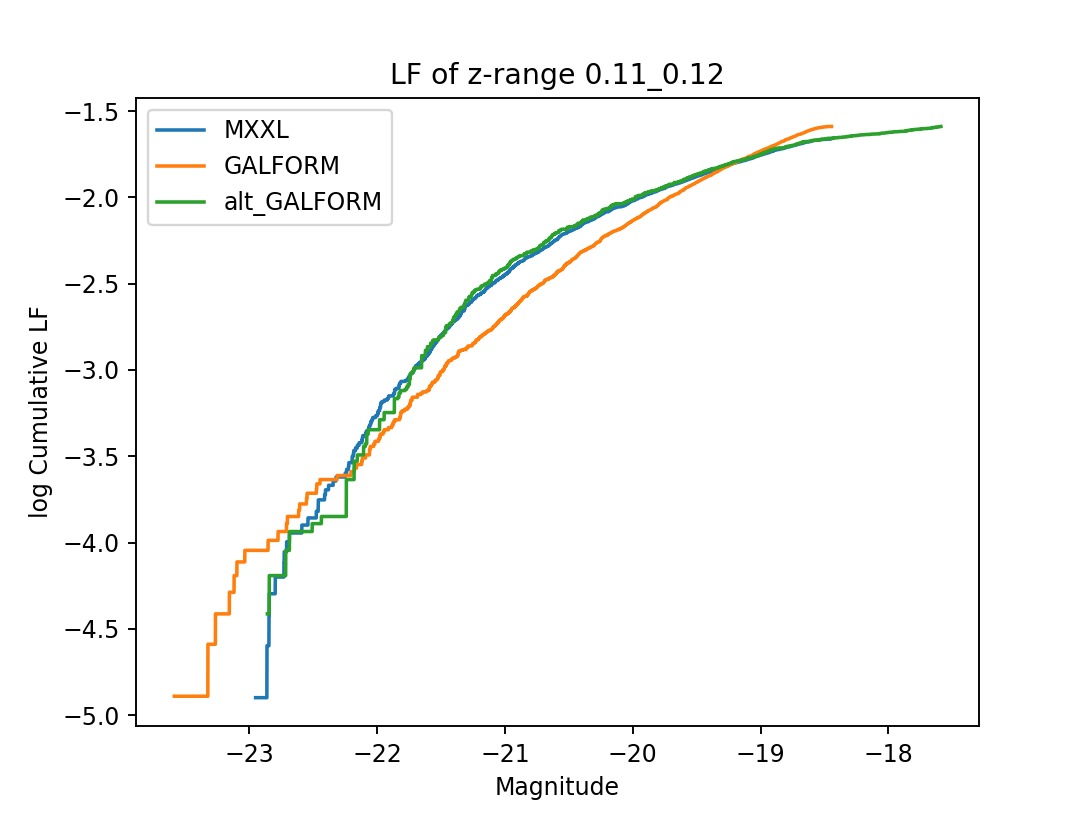 LF of z-range 0.11_0.12
MXXL
GALFORM
alt_GALFORM
log Cumulative LF
−1.5
−2.0
−2.5
−3.0
−3.5
−4.0
−4.5
−5.0
−23
−22
−21
−20
−19
−18
Magnitude